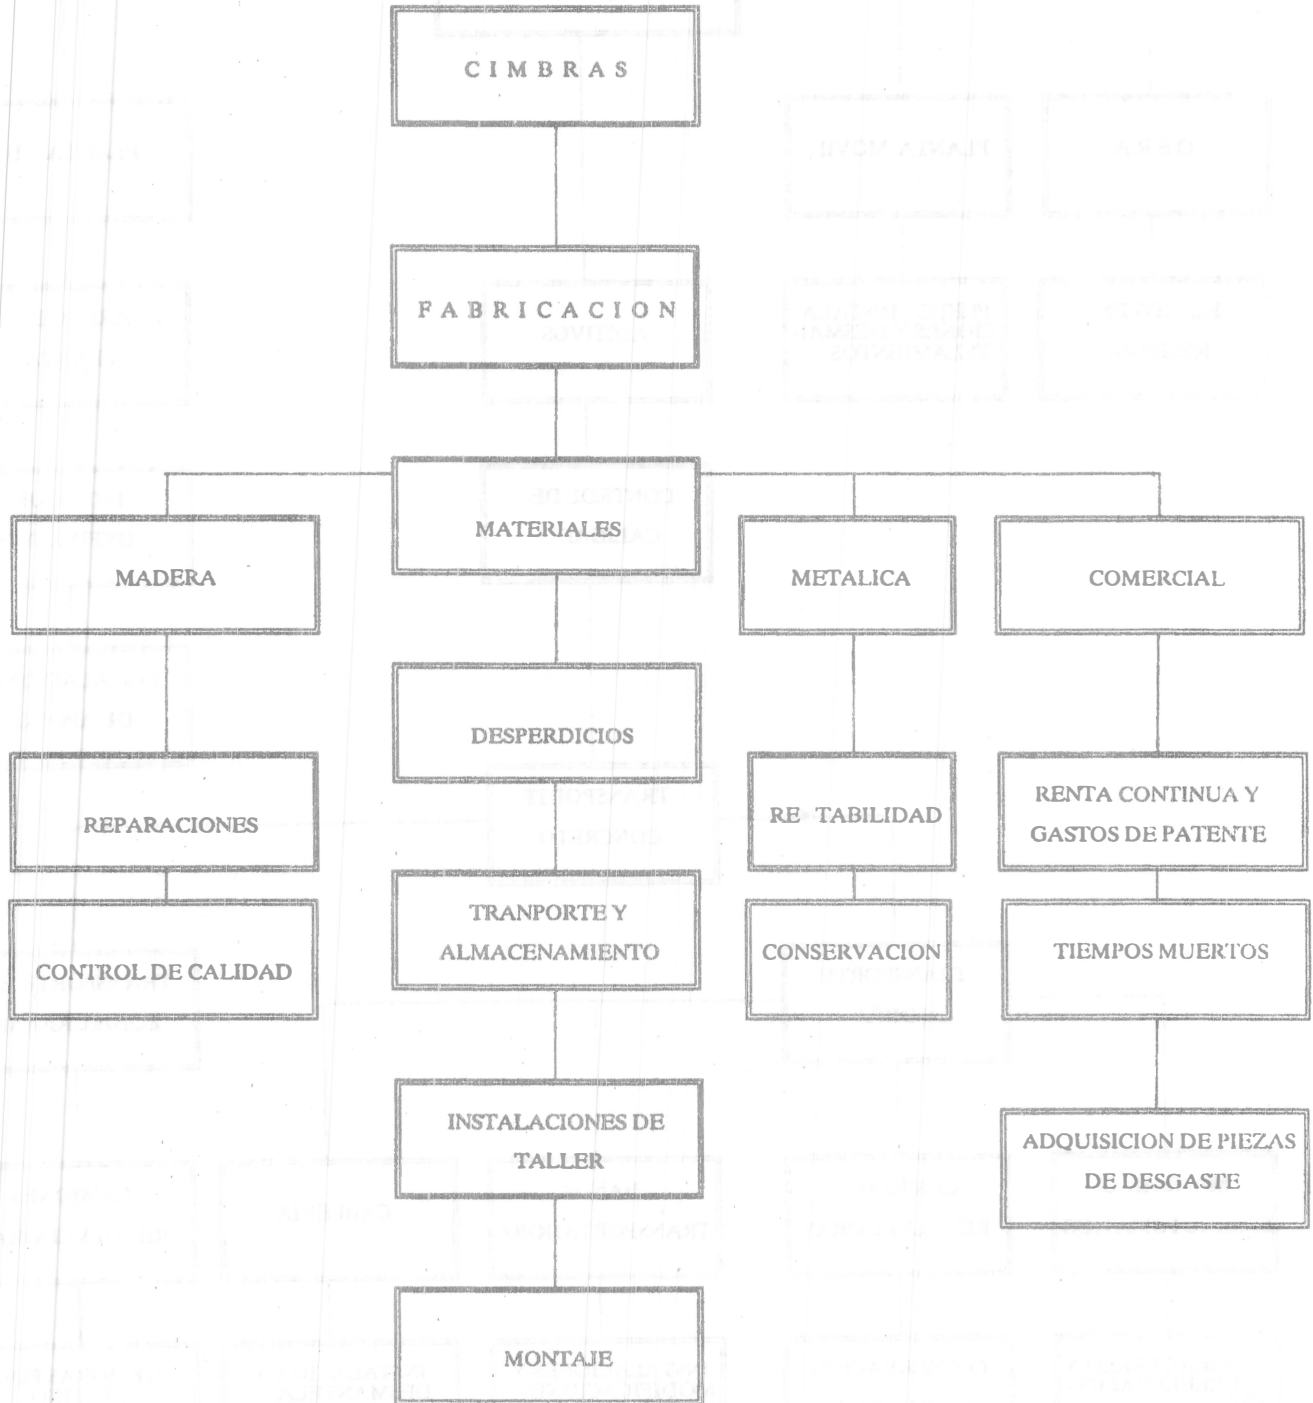 CIMBRAS
FABRICACION
MATERIALES
MADERA
METALICA
COMERCIAL
DESPERDICIOS
REPARACIONES
RE TABILIDAD
RENTA CONTINUA Y
GASTOS DE PATENTE
TRANPORTE Y
ALMACENAMIENTO
CONTROL DE CALIDAD
CONSERVACION
TIEMPOS MUERTOS
INSTALACIONES DE
TALLER
ADQUISICION DE PIEZAS
DE DESGASTE
MONTAJE